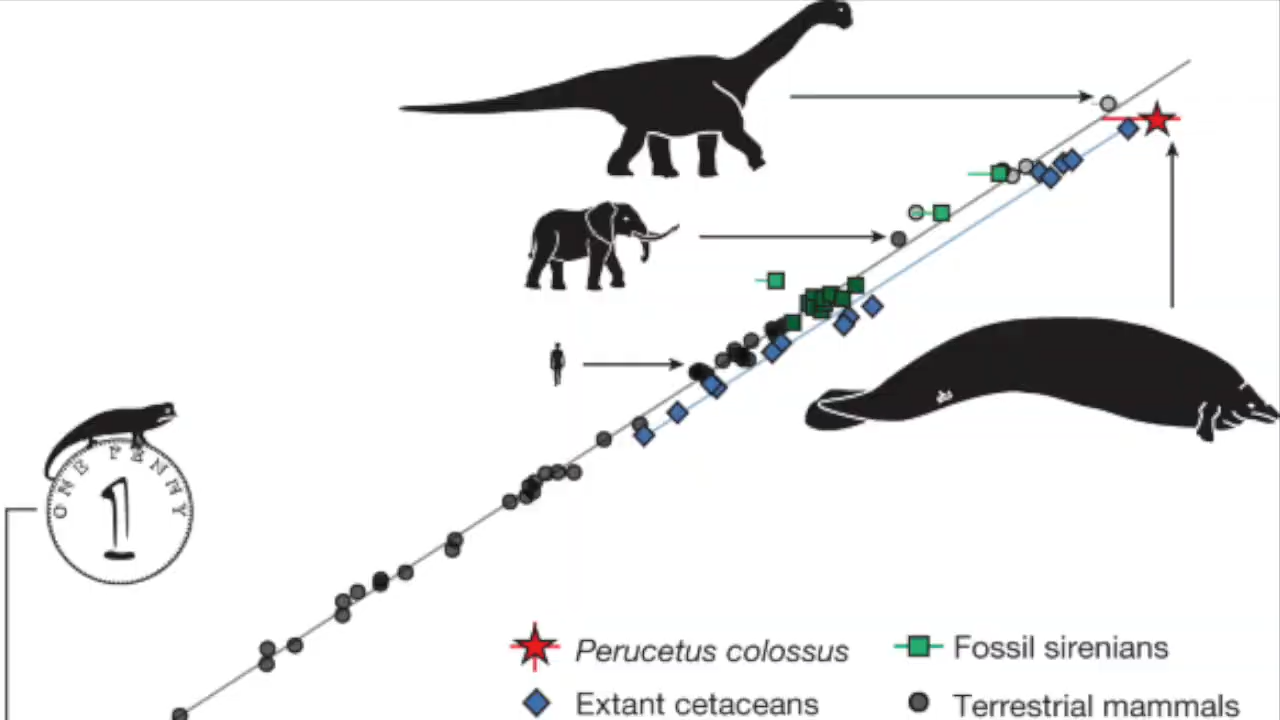 ONE PENNY
1
Perucetus colossus
Fossil sirenians
Extant cetaceans
Terrestrial mammals